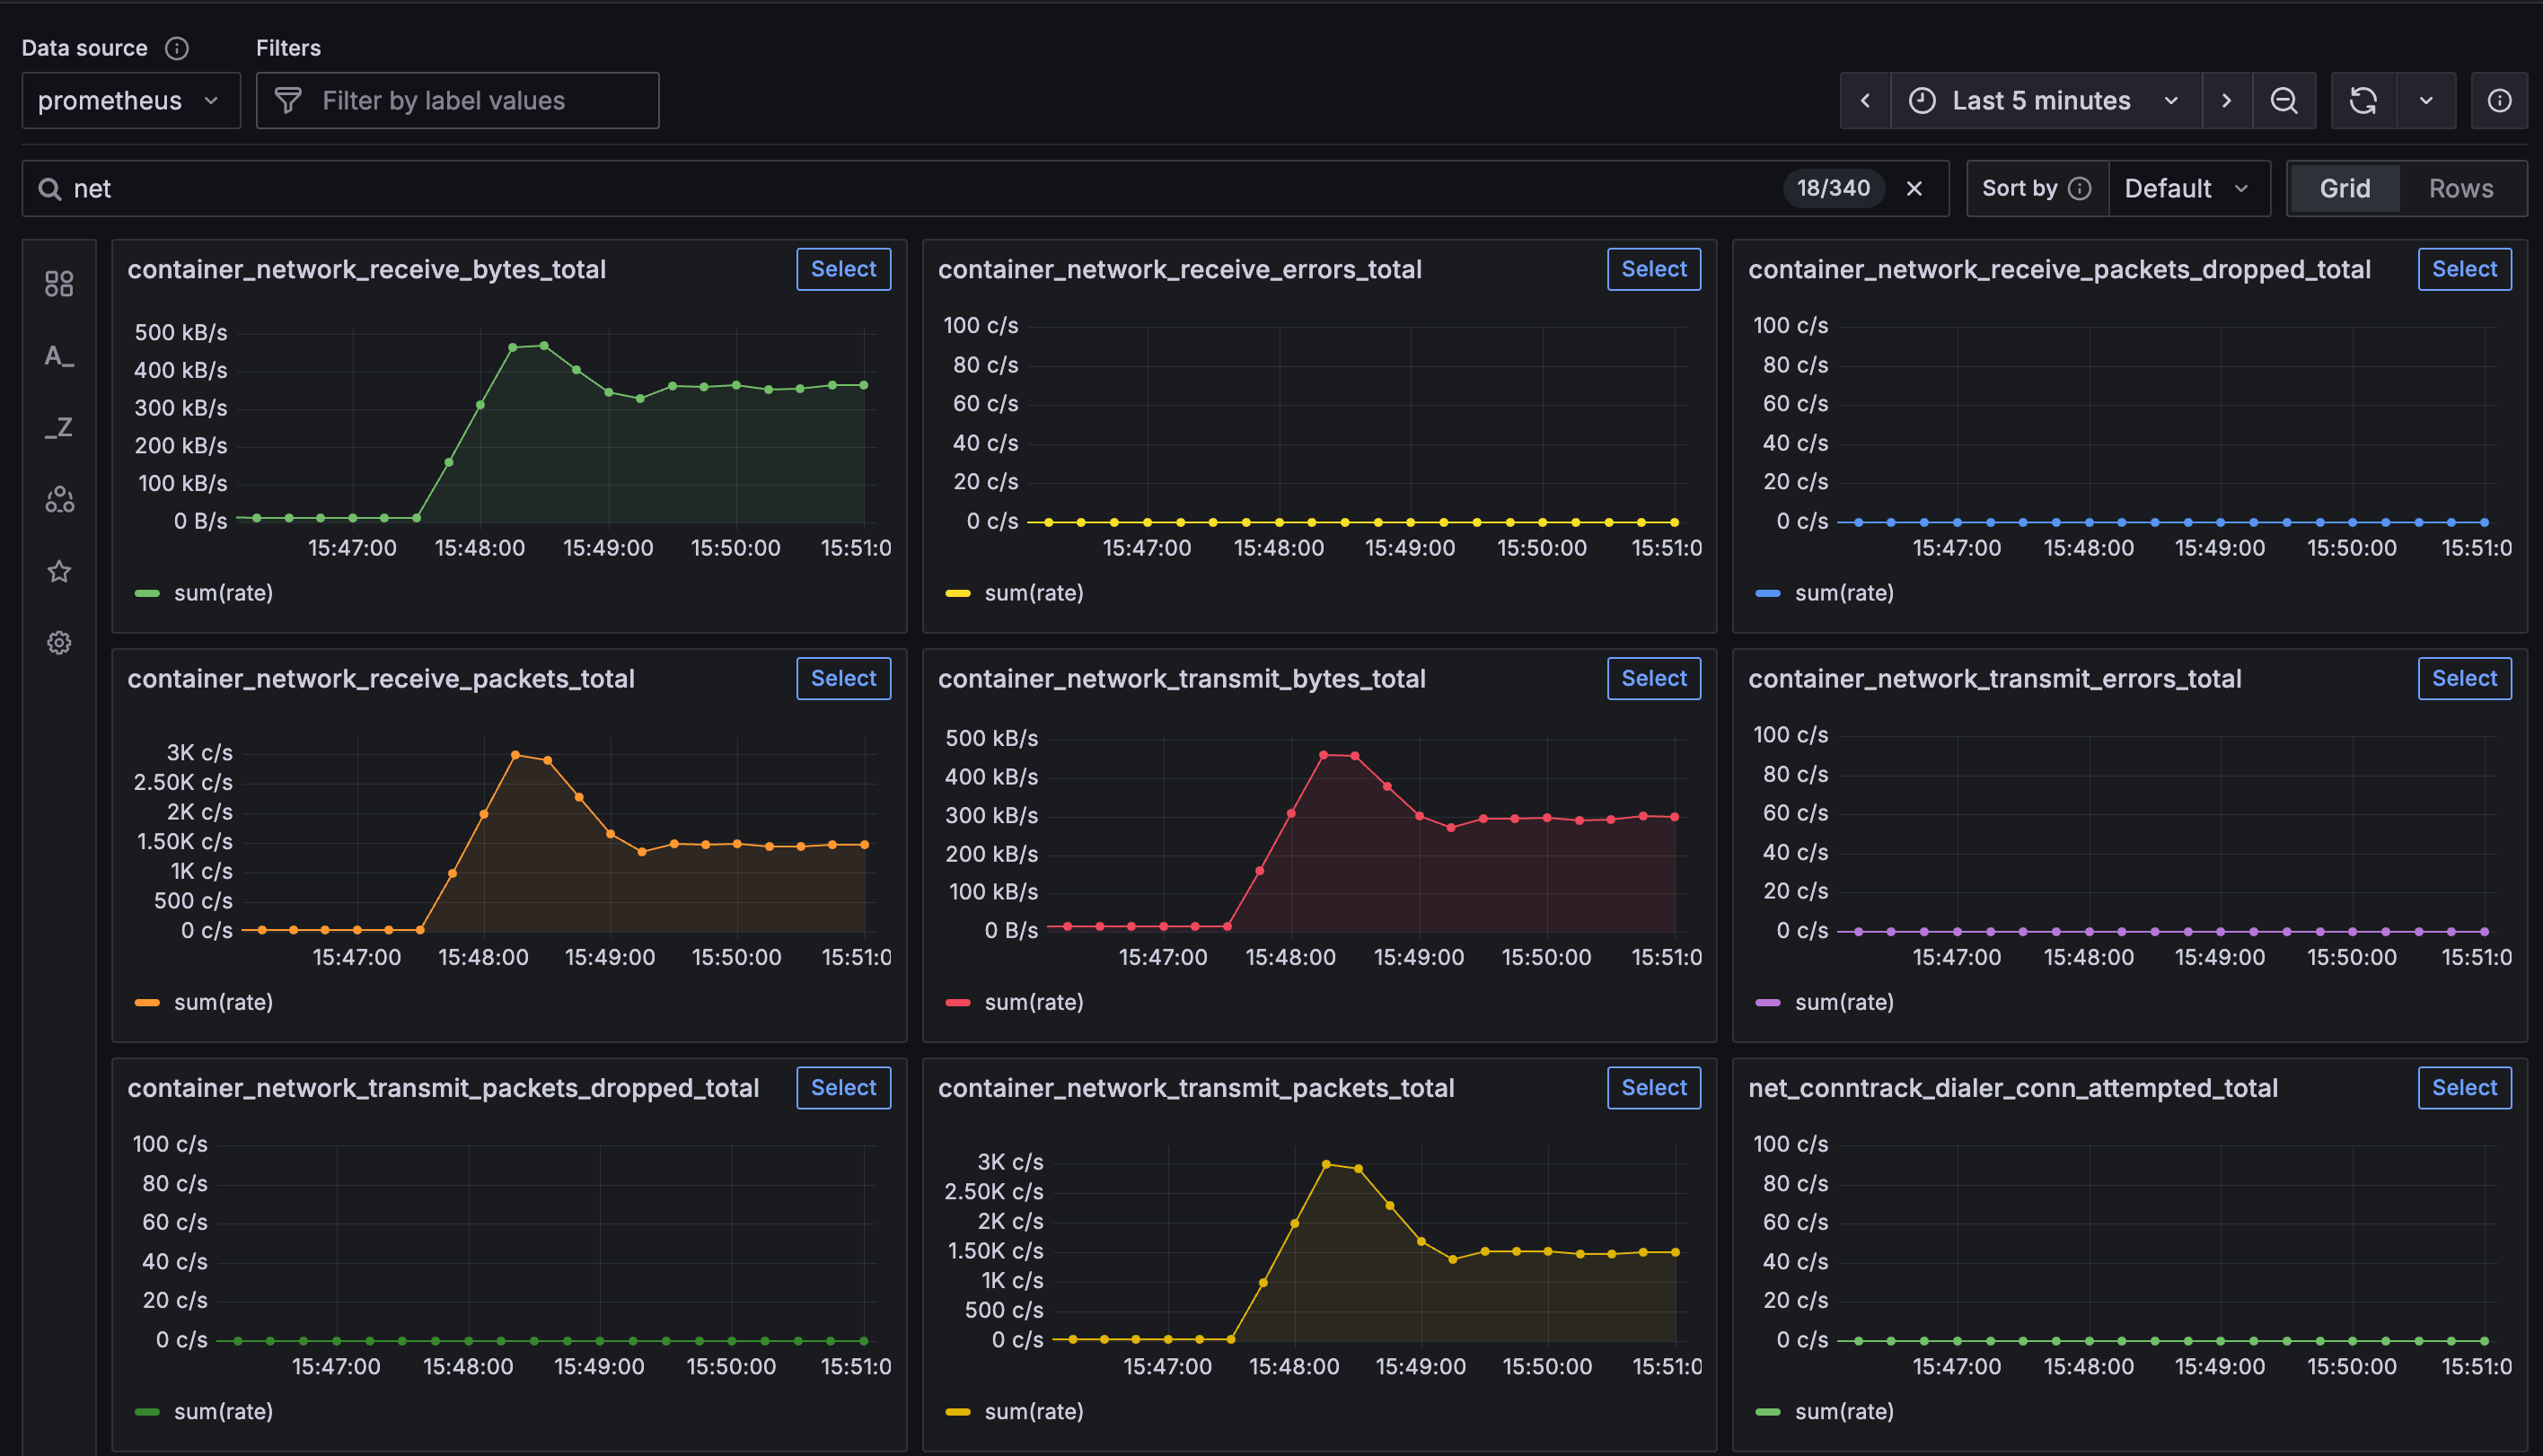 Data source
Filters
prometheus
Filter by label values
Last 5 minutes
net
18/340
Sort by
Default
Grid
Rows
A_
_Z
container_network_receive_bytes_total
Select
500 kB/s
400 kB/s
300 kB/s
200 kB/s
100 kB/s
0 B/s
15:47:00 15:48:00 15:49:00 15:50:00 15:51:0
sum(rate)
container_network_receive_errors_total
Select
100 c/s
80 c/s
60 c/s
40 c/s
20 c/s
0 c/s
15:47:00 15:48:00 15:49:00 15:50:00 15:51:0
sum(rate)
container_network_receive_packets_dropped_total
Select
100 c/s
80 c/s
60 c/s
40 c/s
20 c/s
0 c/s
15:47:00 15:48:00 15:49:00 15:50:00 15:51:0
sum(rate)
container_network_receive_packets_total
Select
3K c/s
2.50K c/s
2K c/s
1.50K c/s
1K c/s
500 c/s
0 c/s
15:47:00 15:48:00 15:49:00 15:50:00 15:51:0
sum(rate)
container_network_transmit_bytes_total
Select
500 kB/s
400 kB/s
300 kB/s
200 kB/s
100 kB/s
0 B/s
15:47:00 15:48:00 15:49:00 15:50:00 15:51:0
sum(rate)
container_network_transmit_errors_total
Select
100 c/s
80 c/s
60 c/s
40 c/s
20 c/s
0 c/s
15:47:00 15:48:00 15:49:00 15:50:00 15:51:0
sum(rate)
container_network_transmit_packets_dropped_total
Select
100 c/s
80 c/s
60 c/s
40 c/s
20 c/s
0 c/s
15:47:00 15:48:00 15:49:00 15:50:00 15:51:0
sum(rate)
container_network_transmit_packets_total
Select
3K c/s
2.50K c/s
2K c/s
1.50K c/s
1K c/s
500 c/s
0 c/s
15:47:00 15:48:00 15:49:00 15:50:00 15:51:0
sum(rate)
net_conntrack_dialer_conn_attempted_total
Select
100 c/s
80 c/s
60 c/s
40 c/s
20 c/s
0 c/s
15:47:00 15:48:00 15:49:00 15:50:00 15:51:0
sum(rate)